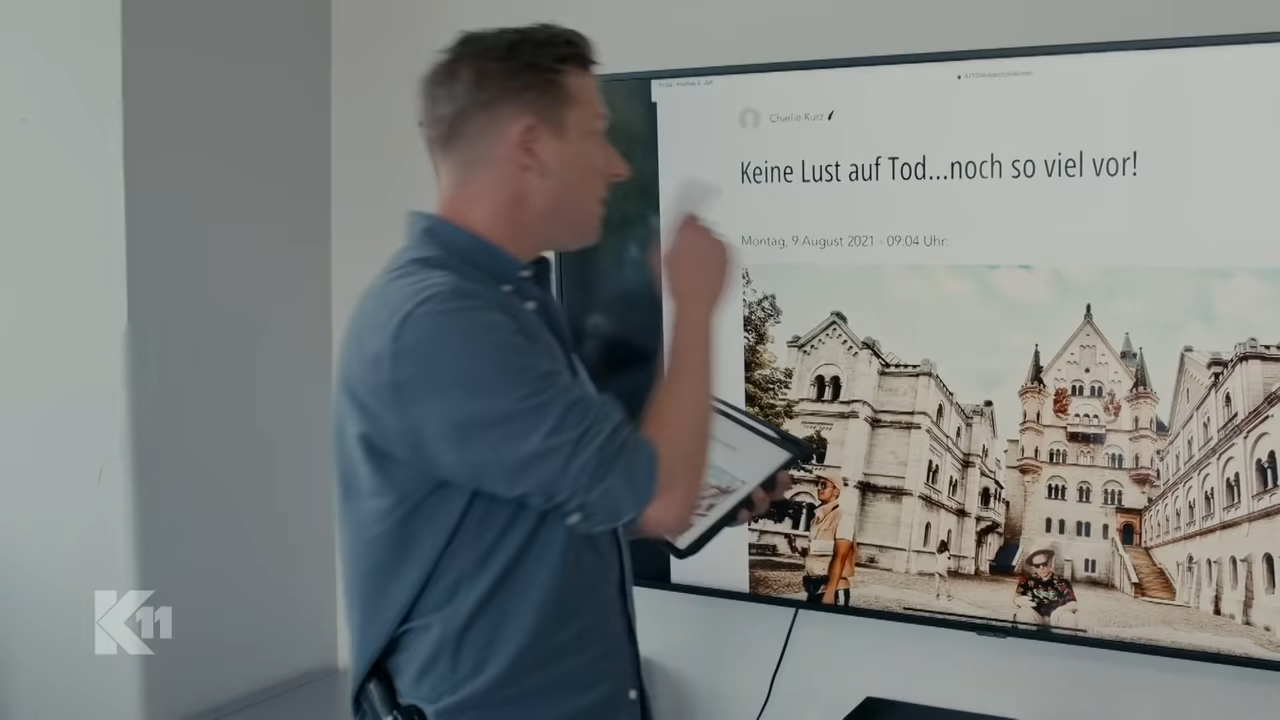 Charlie Kurz
Keine Lust auf Tod...noch so viel vor!
Montag, 9 August 2021 - 09:04 Uhr:
K11